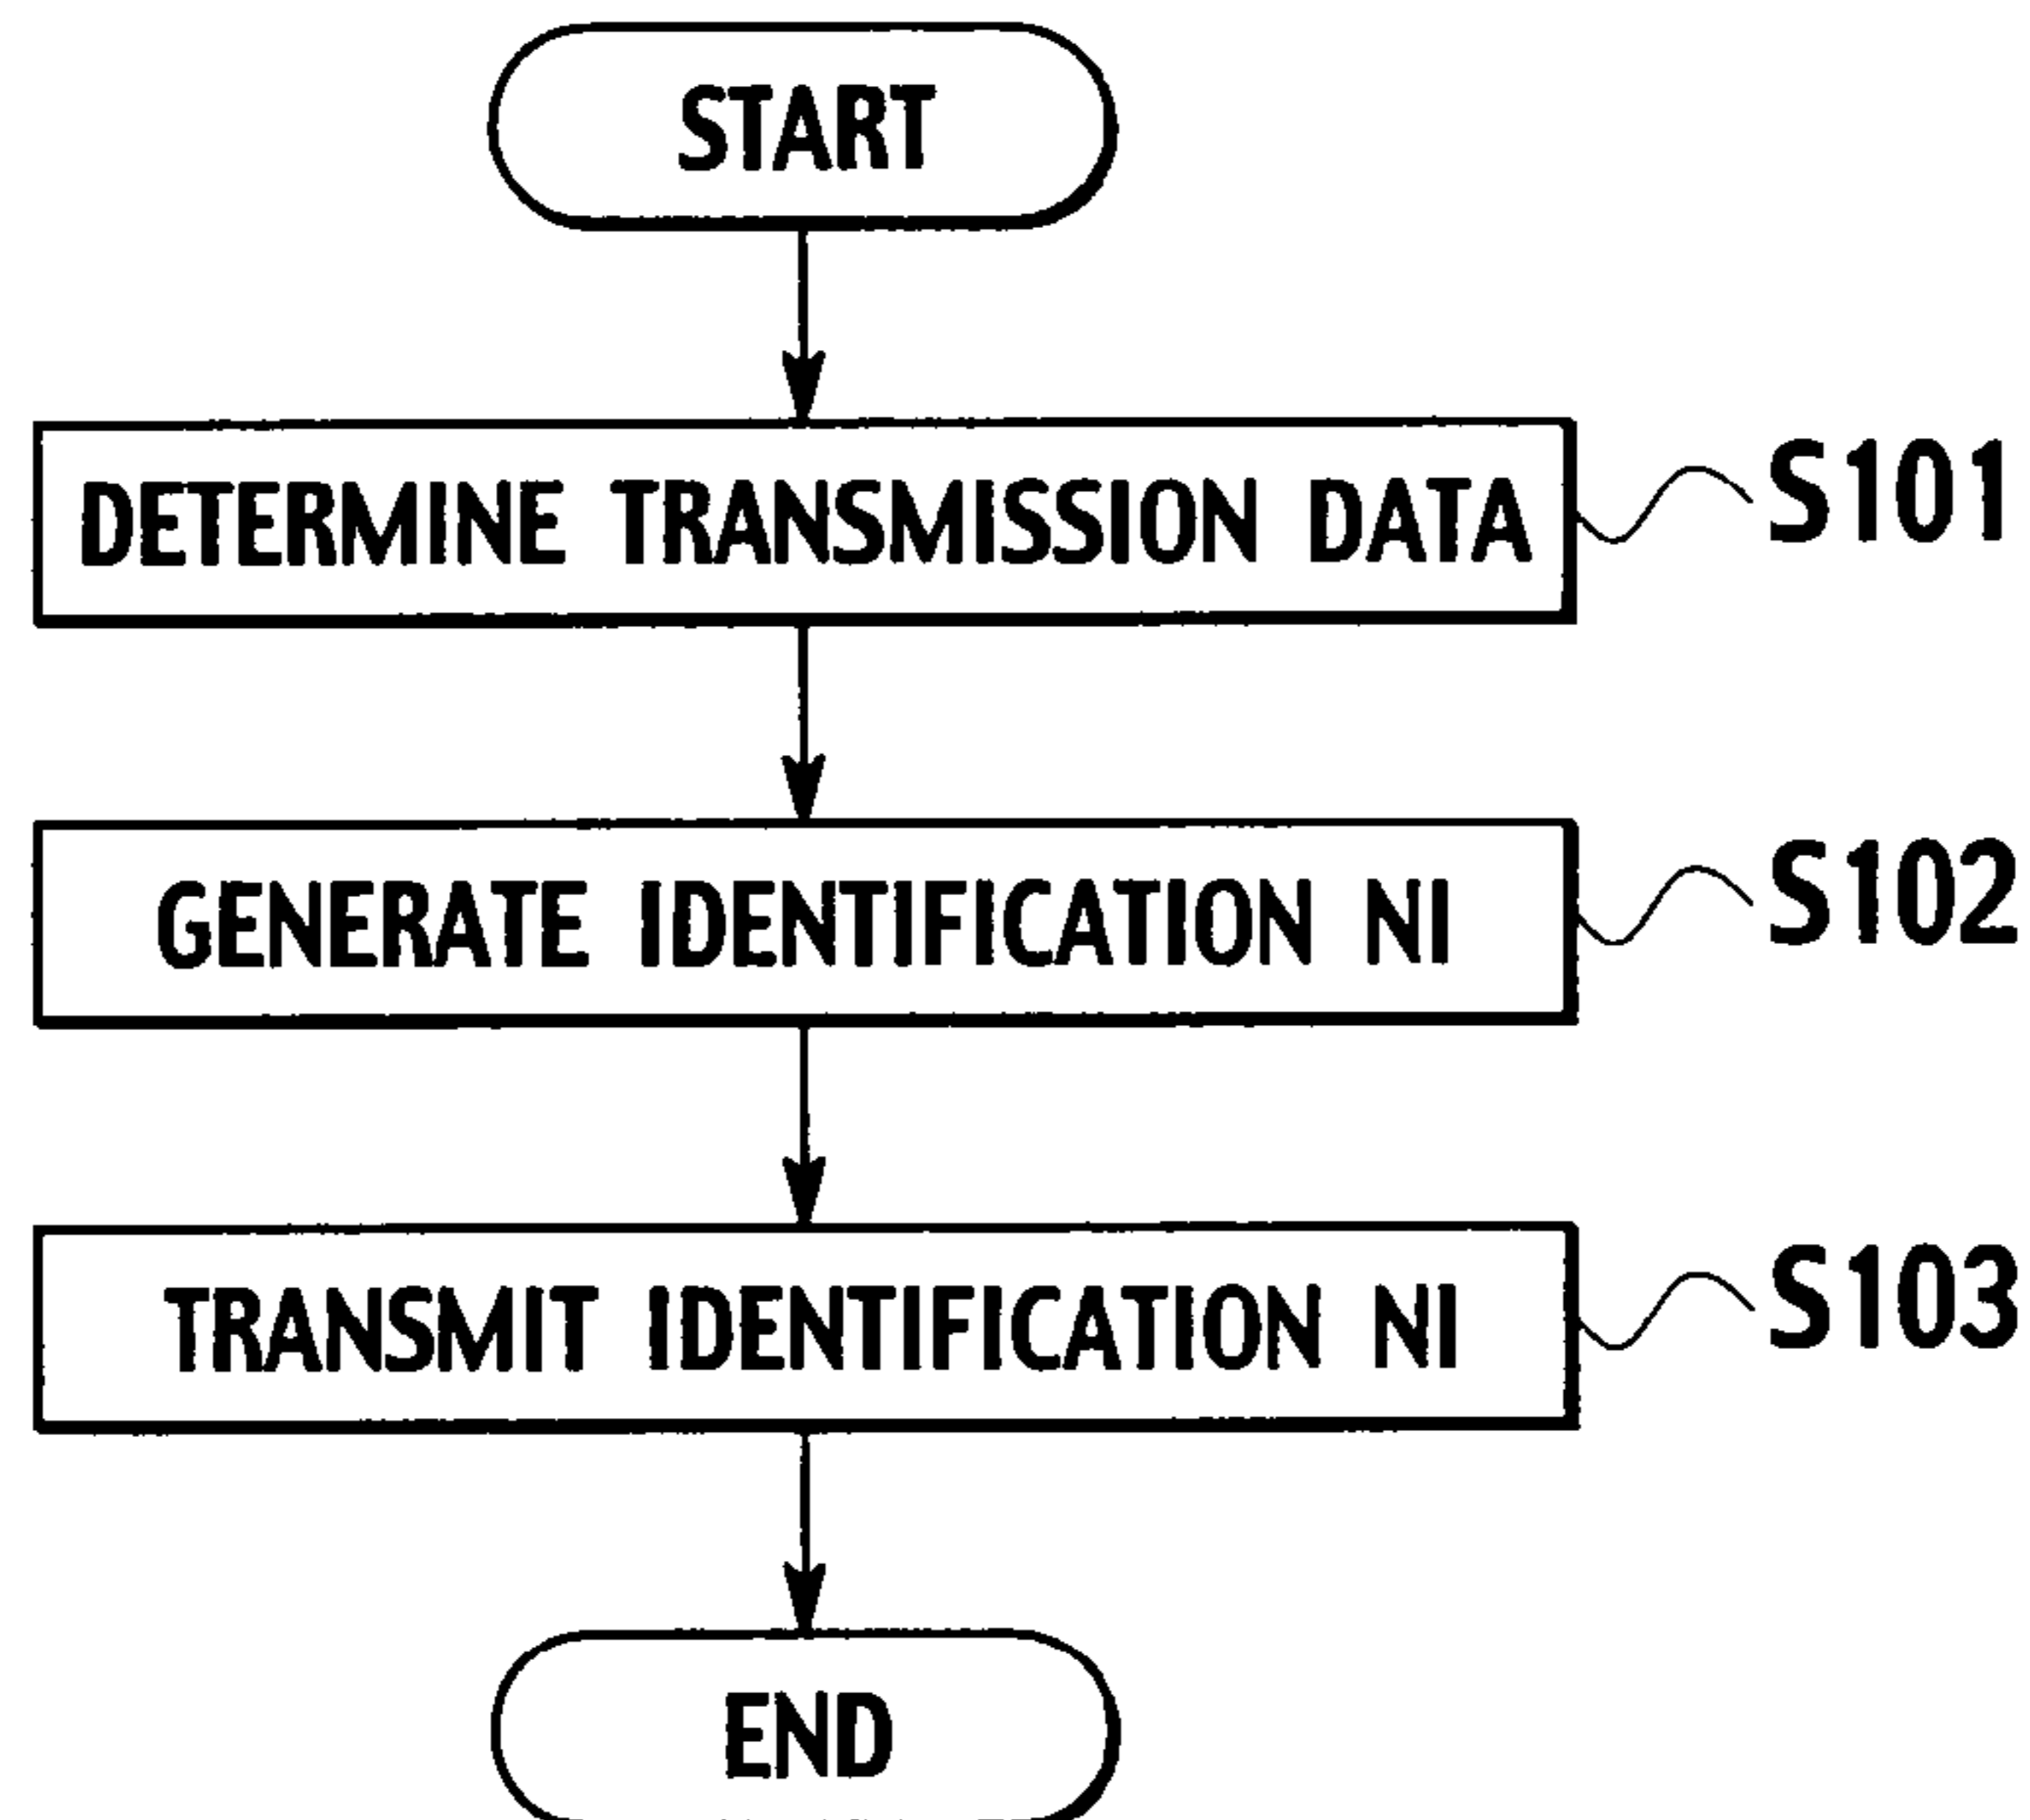 START
DETERMINE TRANSMISSION DATA S101
GENERATE IDENTIFICATION NI S102
TRANSMIT IDENTIFICATION NI S103
END